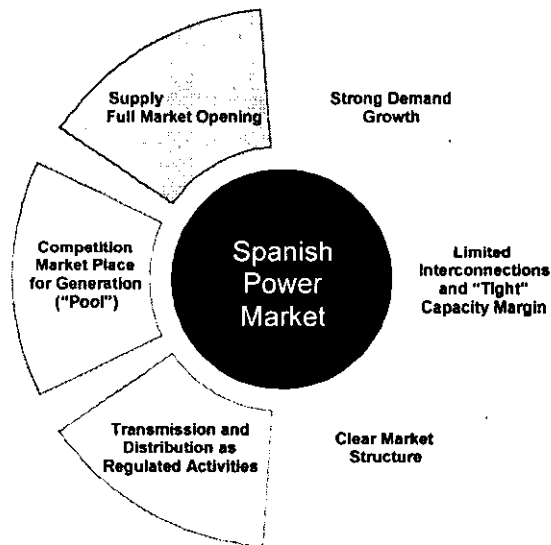 Supply
Full Market Opening
Strong Demand
Growth
Competition
Market Place
for Generation
("Pool")
Spanish
Power
Market
Limited
Interconnections
and "Tight"
Capacity Margin
Transmission and
Distribution as
Regulated Activities
Clear Market
Structure